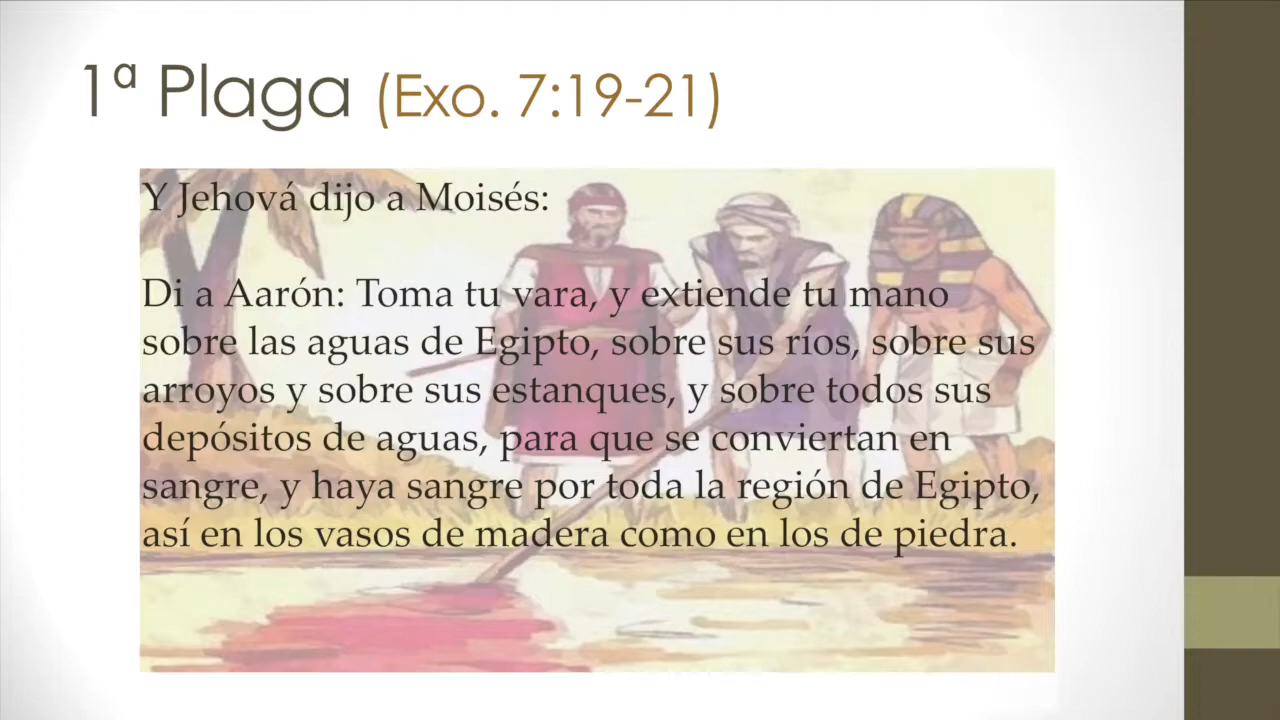 1ª Plaga (Exo. 7:19-21)
Y Jehová dijo a Moisés:
Di a Aarón: Toma tu vara, y extiende tu mano
sobre las aguas de Egipto, sobre sus ríos, sobre sus
arroyos y sobre sus estanques, y sobre todos sus
depósitos de aguas, para que se conviertan en
sangre, y haya sangre por toda la región de Egipto,
así en los vasos de madera como en los de piedra.